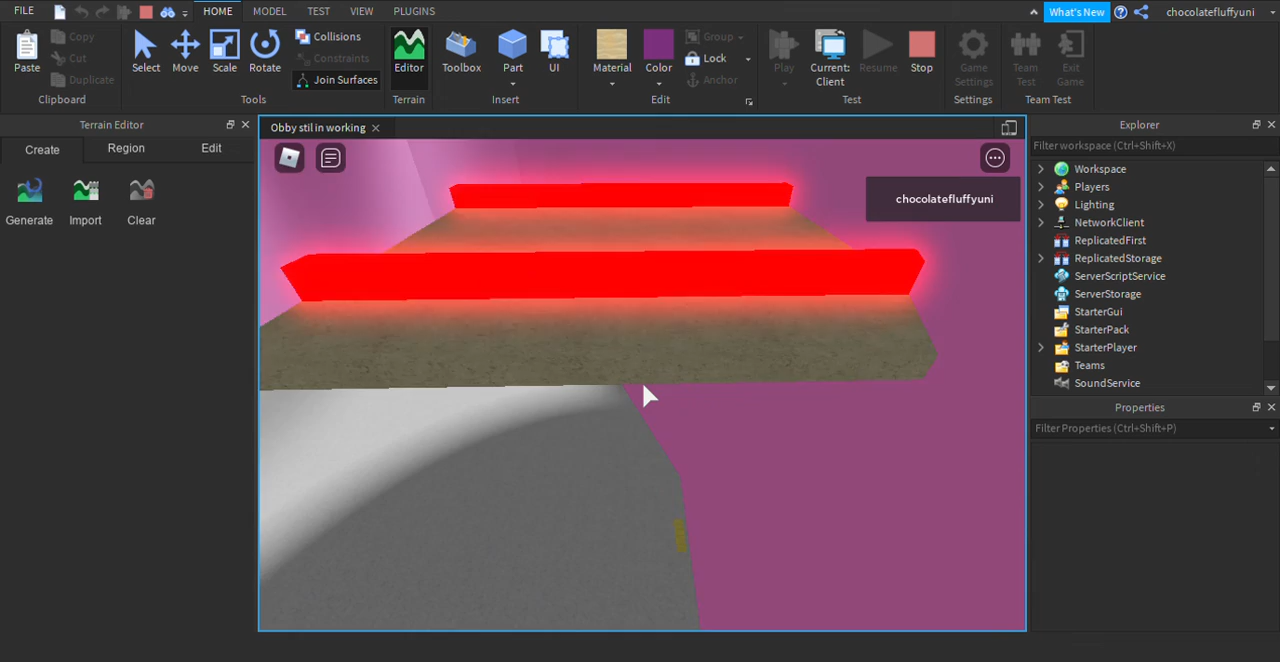 FILE HOME MODEL TEST VIEW PLUGINS What's New chocolatefluffyuni
Paste Copy Cut Duplicate
Clipboard
Select Move Scale Rotate Collisions Constraints Join Surfaces
Tools
Editor
Terrain
Toolbox Part UI
Insert
Material Color Group Lock Anchor
Edit
Play Current: Client Resume Stop
Test
Game Settings
Settings
Team Test Exit Game
Team Test
Terrain Editor
Create Region Edit
Generate Import Clear
Obby stil in working
chocolatefluffyuni
Explorer
Filter workspace (Ctrl+Shift+X)
Workspace
Players
Lighting
NetworkClient
ReplicatedFirst
ReplicatedStorage
ServerScriptService
ServerStorage
StarterGui
StarterPack
StarterPlayer
Teams
SoundService
Properties
Filter Properties (Ctrl+Shift+P)